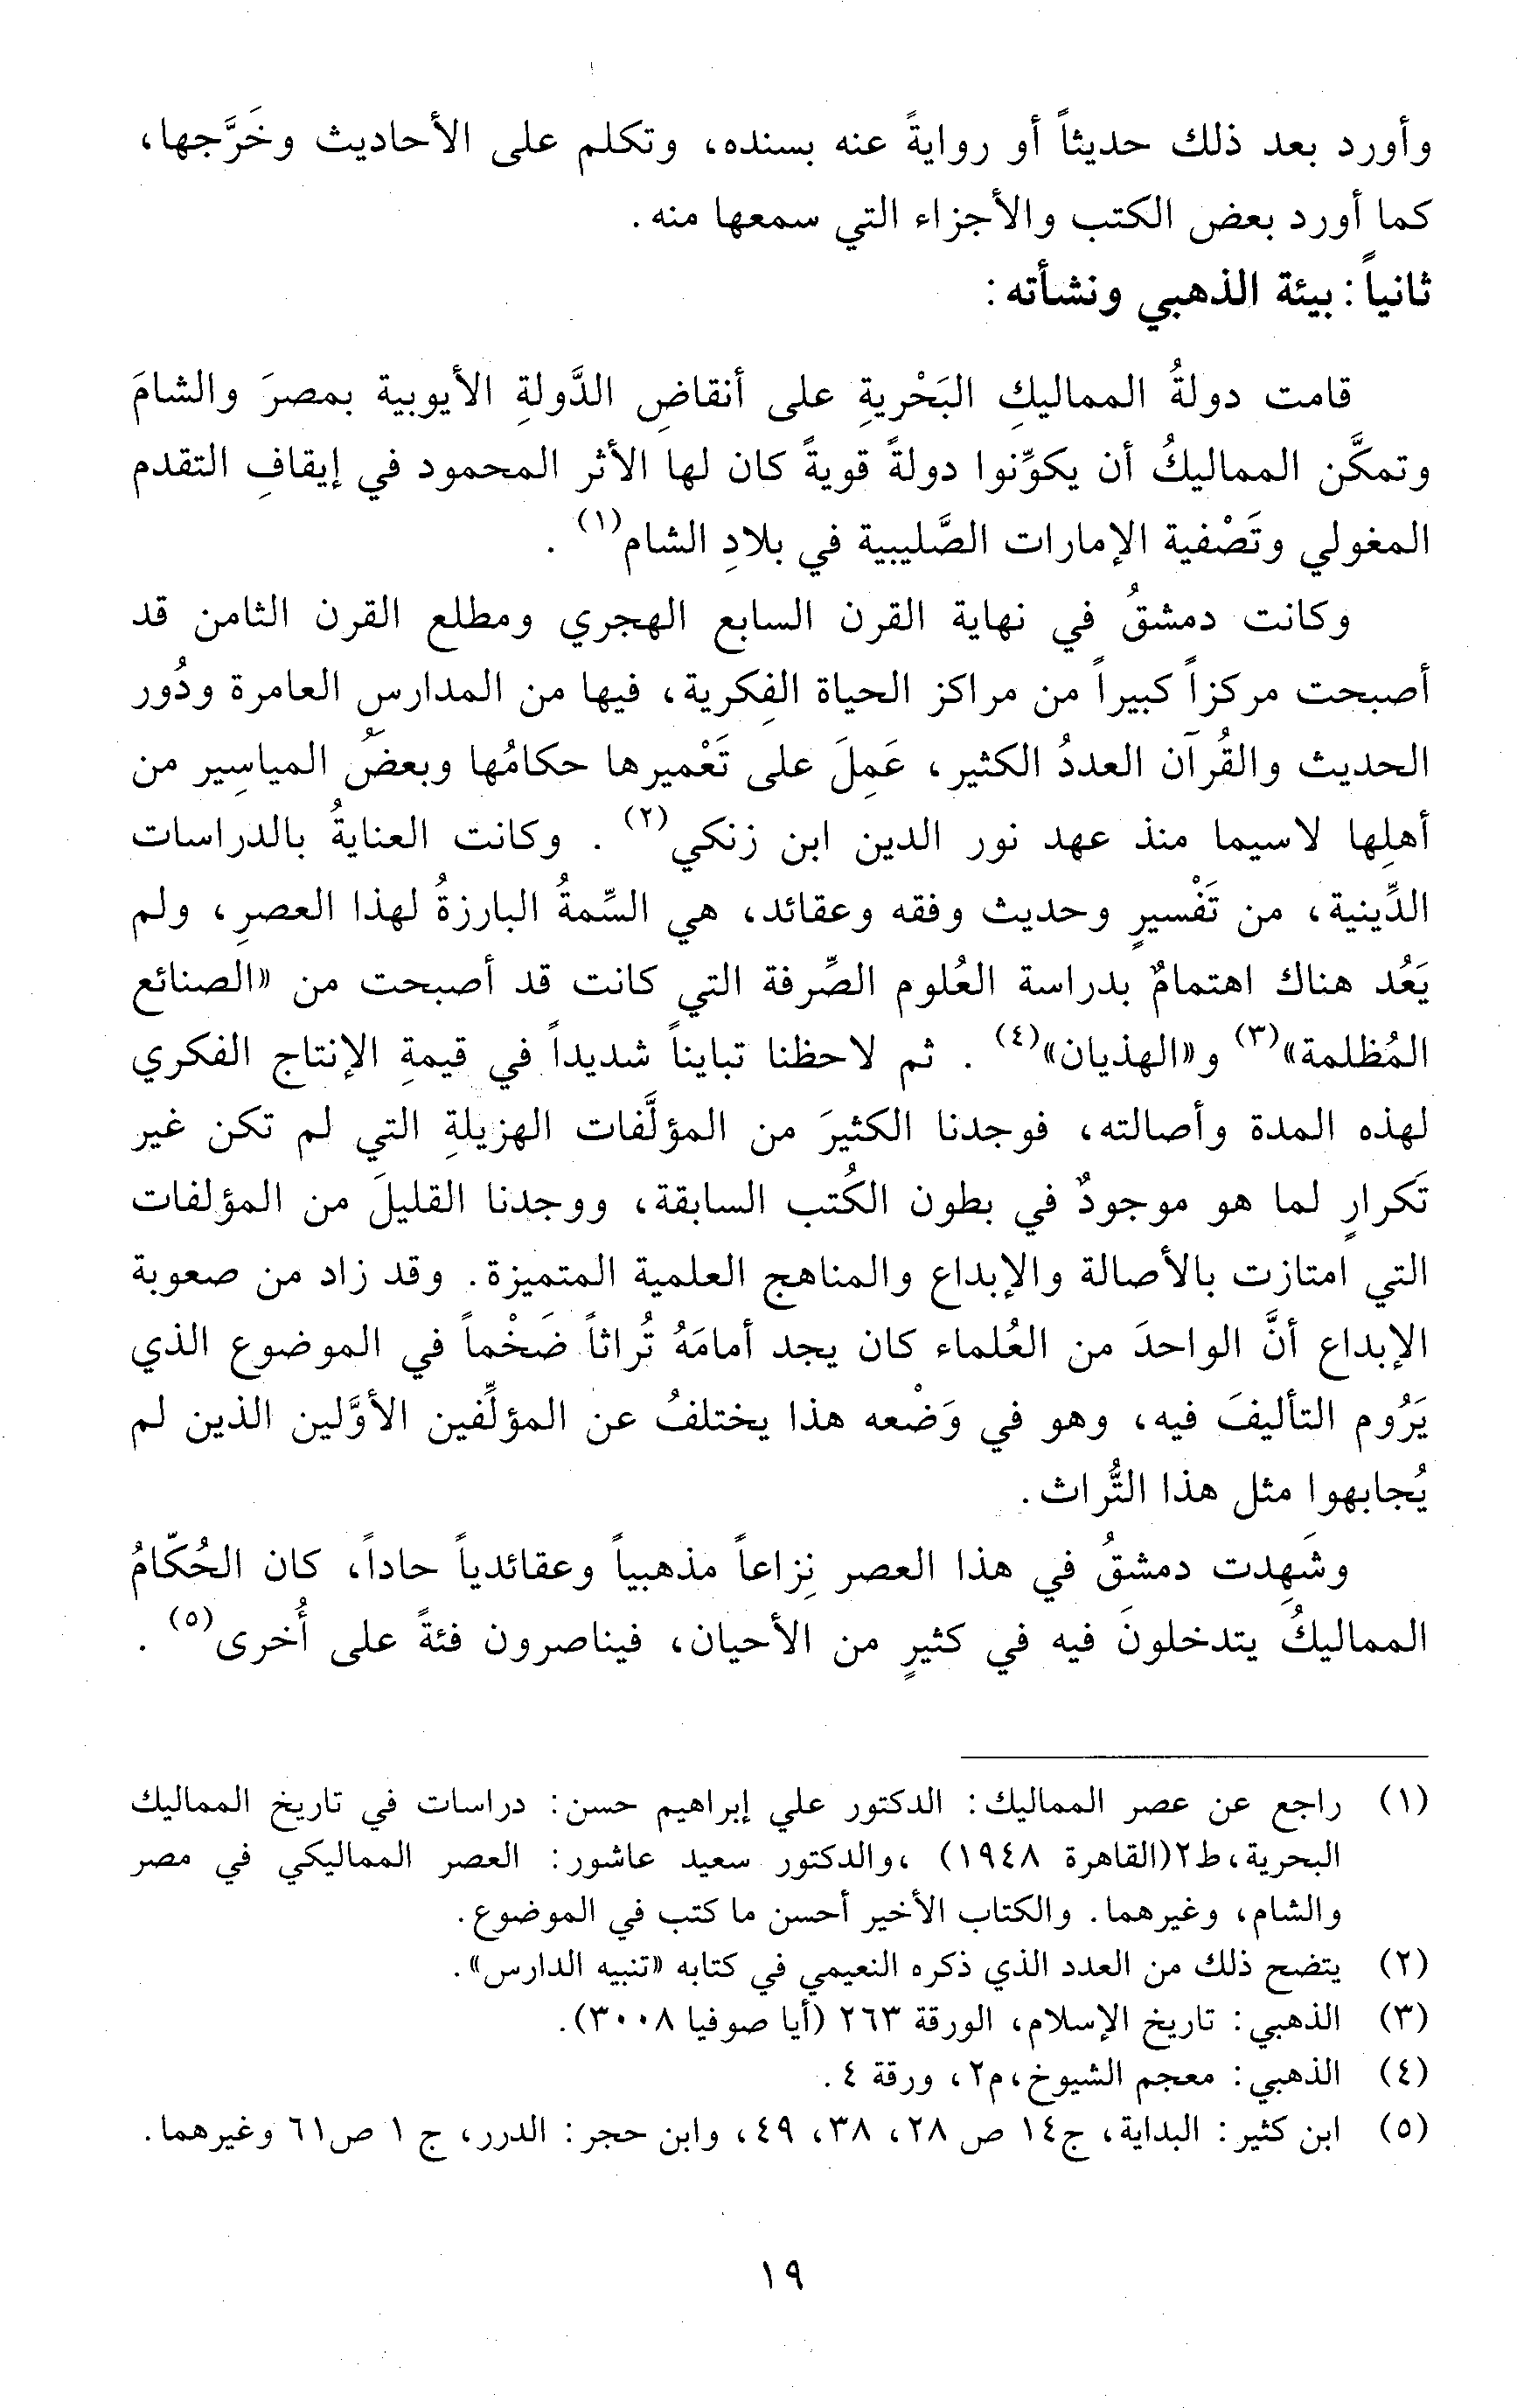 وأورد بعد ذلك حديثاً أو روايةً عنه بسنده، وتكلم على الأحاديث وخَرَّجها،
كما أورد بعض الكتب والأجزاء التي سمعها منه.
ثانياً: بيئة الذهبي ونشأته:
قامت دولةُ المماليكِ البَحْريةِ على أنقاضِ الدَّولةِ الأيوبية بمصرَ والشامَ
وتمكَّن المماليكُ أن يكوِّنوا دولةً قويةً كان لها الأثر المحمود في إيقافِ التقدم
المغولي وتَصْفية الإمارات الصَّليبية في بلادِ الشام(١).
وكانت دمشقُ في نهاية القرن السابع الهجري ومطلع القرن الثامن قد
أصبحت مركزاً كبيراً من مراكز الحياة الفِكرية، فيها من المدارس العامرة ودُور
الحديث والقُرآن العددُ الكثير، عَمِلَ على تَعْميرها حكامُها وبعضُ المياسِير من
أهلِها لاسيما منذ عهد نور الدين ابن زنكي(٢). وكانت العنايةُ بالدراسات
الدِّينية، من تَفْسيرٍ وحديث وفقه وعقائد، هي السِّمةُ البارزةُ لهذا العصرِ، ولم
يَعُد هناك اهتمامٌ بدراسة العُلوم الصِّرفة التي كانت قد أصبحت من «الصنائع
المُظلمة»(٣) و«الهذيان»(٤). ثم لاحظنا تبايناً شديداً في قيمةِ الإنتاج الفكري
لهذه المدة وأصالته، فوجدنا الكثيرَ من المؤلَّفات الهزيلةِ التي لم تكن غير
تَكرارٍ لما هو موجودٌ في بطون الكُتب السابقة، ووجدنا القليلَ من المؤلفات
التي امتازت بالأصالة والإبداع والمناهج العلمية المتميزة. وقد زاد من صعوبة
الإبداع أنَّ الواحدَ من العُلماء كان يجد أمامَهُ تُراثاً ضَخْماً في الموضوع الذي
يَرُوم التأليفَ فيه، وهو في وَضْعه هذا يختلفُ عن المؤلِّفين الأوَّلين الذين لم
يُجابهوا مثل هذا التُّراث.
وشَهِدت دمشقُ في هذا العصر نِزاعاً مذهبياً وعقائدياً حاداً، كان الحُكّامُ
المماليكُ يتدخلونَ فيه في كثيرٍ من الأحيان، فيناصرون فئةً على أُخرى(٥).
(١) راجع عن عصر المماليك: الدكتور علي إبراهيم حسن: دراسات في تاريخ المماليك
البحرية، ط٢(القاهرة ١٩٤٨) ،والدكتور سعيد عاشور: العصر المماليكي في مصر
والشام، وغيرهما. والكتاب الأخير أحسن ما كتب في الموضوع.
(٢) يتضح ذلك من العدد الذي ذكره النعيمي في كتابه «تنبيه الدارس».
(٣) الذهبي: تاريخ الإسلام، الورقة ٢٦٣ (أيا صوفيا ٣٠٠٨).
(٤) الذهبي: معجم الشيوخ،م٢، ورقة ٤.
(٥) ابن كثير: البداية، ج١٤ ص ٢٨، ٣٨، ٤٩، وابن حجر: الدرر، ج ١ ص٦١ وغيرهما.
١٩